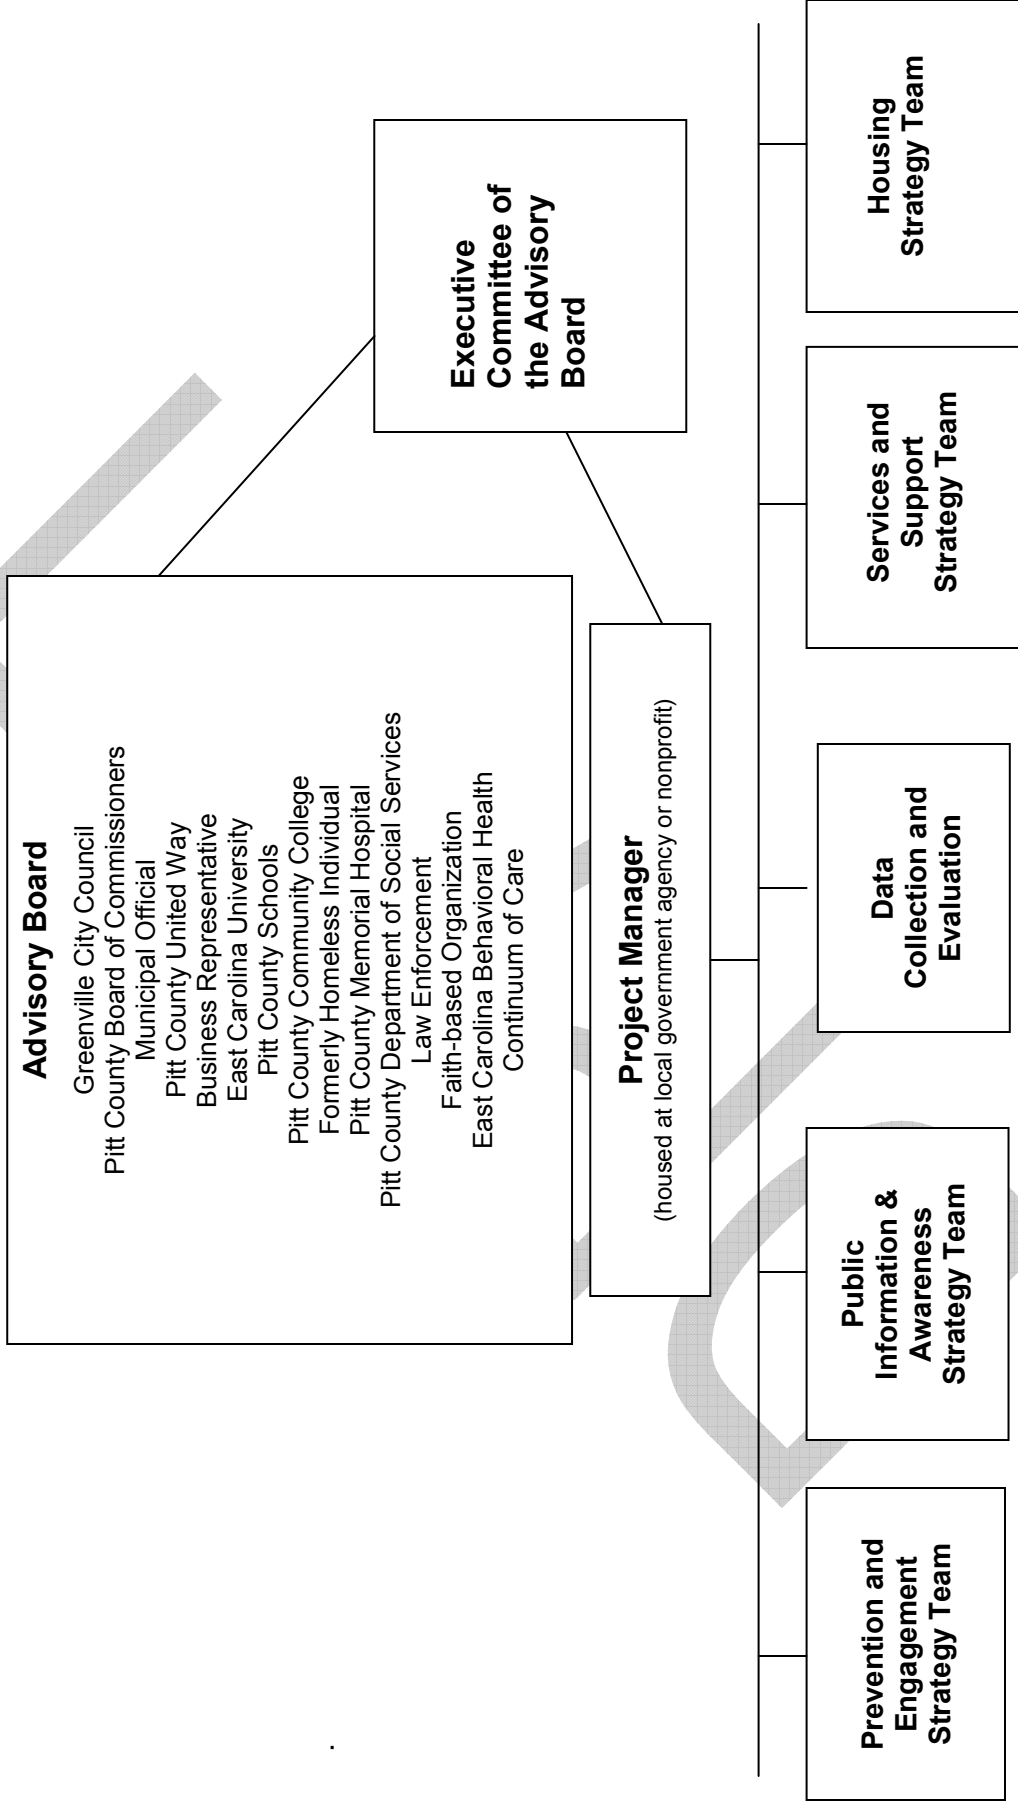 Advisory Board
Greenville City Council
Pitt County Board of Commissioners
Municipal Official
Pitt County United Way
Business Representative
East Carolina University
Pitt County Schools
Pitt County Community College
Formerly Homeless Individual
Pitt County Memorial Hospital
Pitt County Department of Social Services
Law Enforcement
Faith-based Organization
East Carolina Behavioral Health
Continuum of Care
Executive
Committee of
the Advisory
Board
Project Manager
(housed at local government agency or nonprofit)
Prevention and
Engagement
Strategy Team
Public
Information &
Awareness
Strategy Team
Data
Collection and
Evaluation
Services and
Support
Strategy Team
Housing
Strategy Team
.